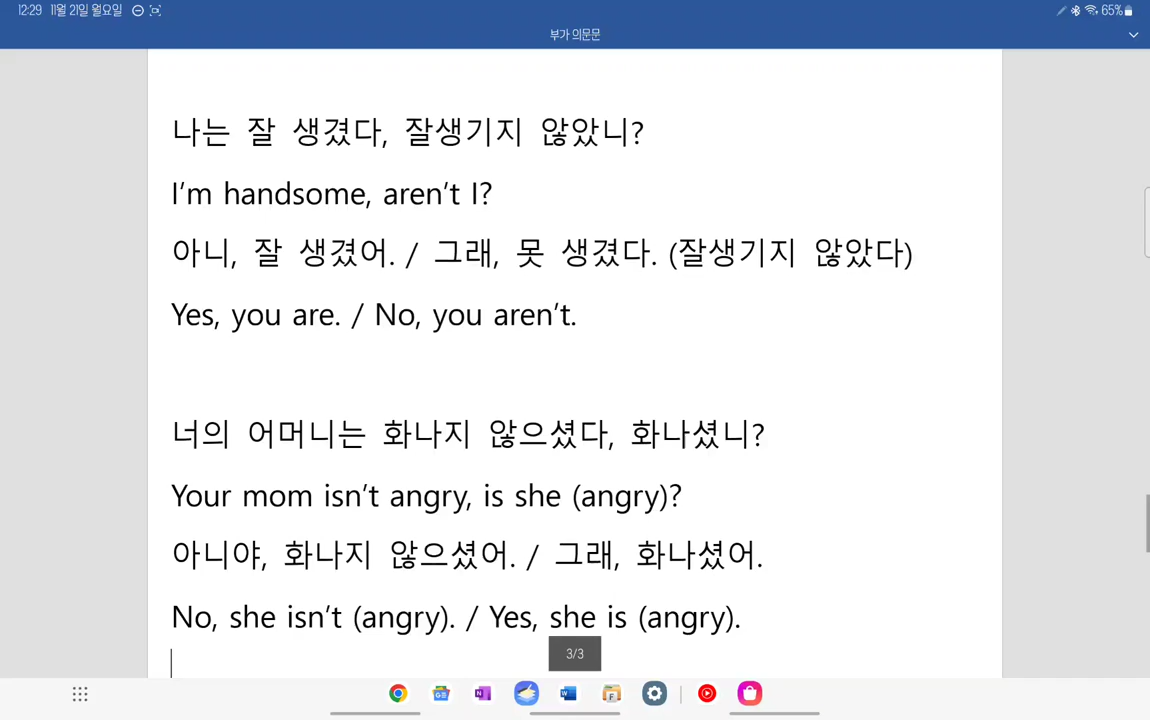 12:29 11월 21일 월요일 65%
부가 의문문
나는 잘 생겼다, 잘생기지 않았니?
I'm handsome, aren't I?
아니, 잘 생겼어. / 그래, 못 생겼다. (잘생기지 않았다)
Yes, you are. / No, you aren't.
너의 어머니는 화나지 않으셨다, 화나셨니?
Your mom isn't angry, is she (angry)?
아니야, 화나지 않으셨어. / 그래, 화나셨어.
No, she isn't (angry). / Yes, she is (angry).
3/3